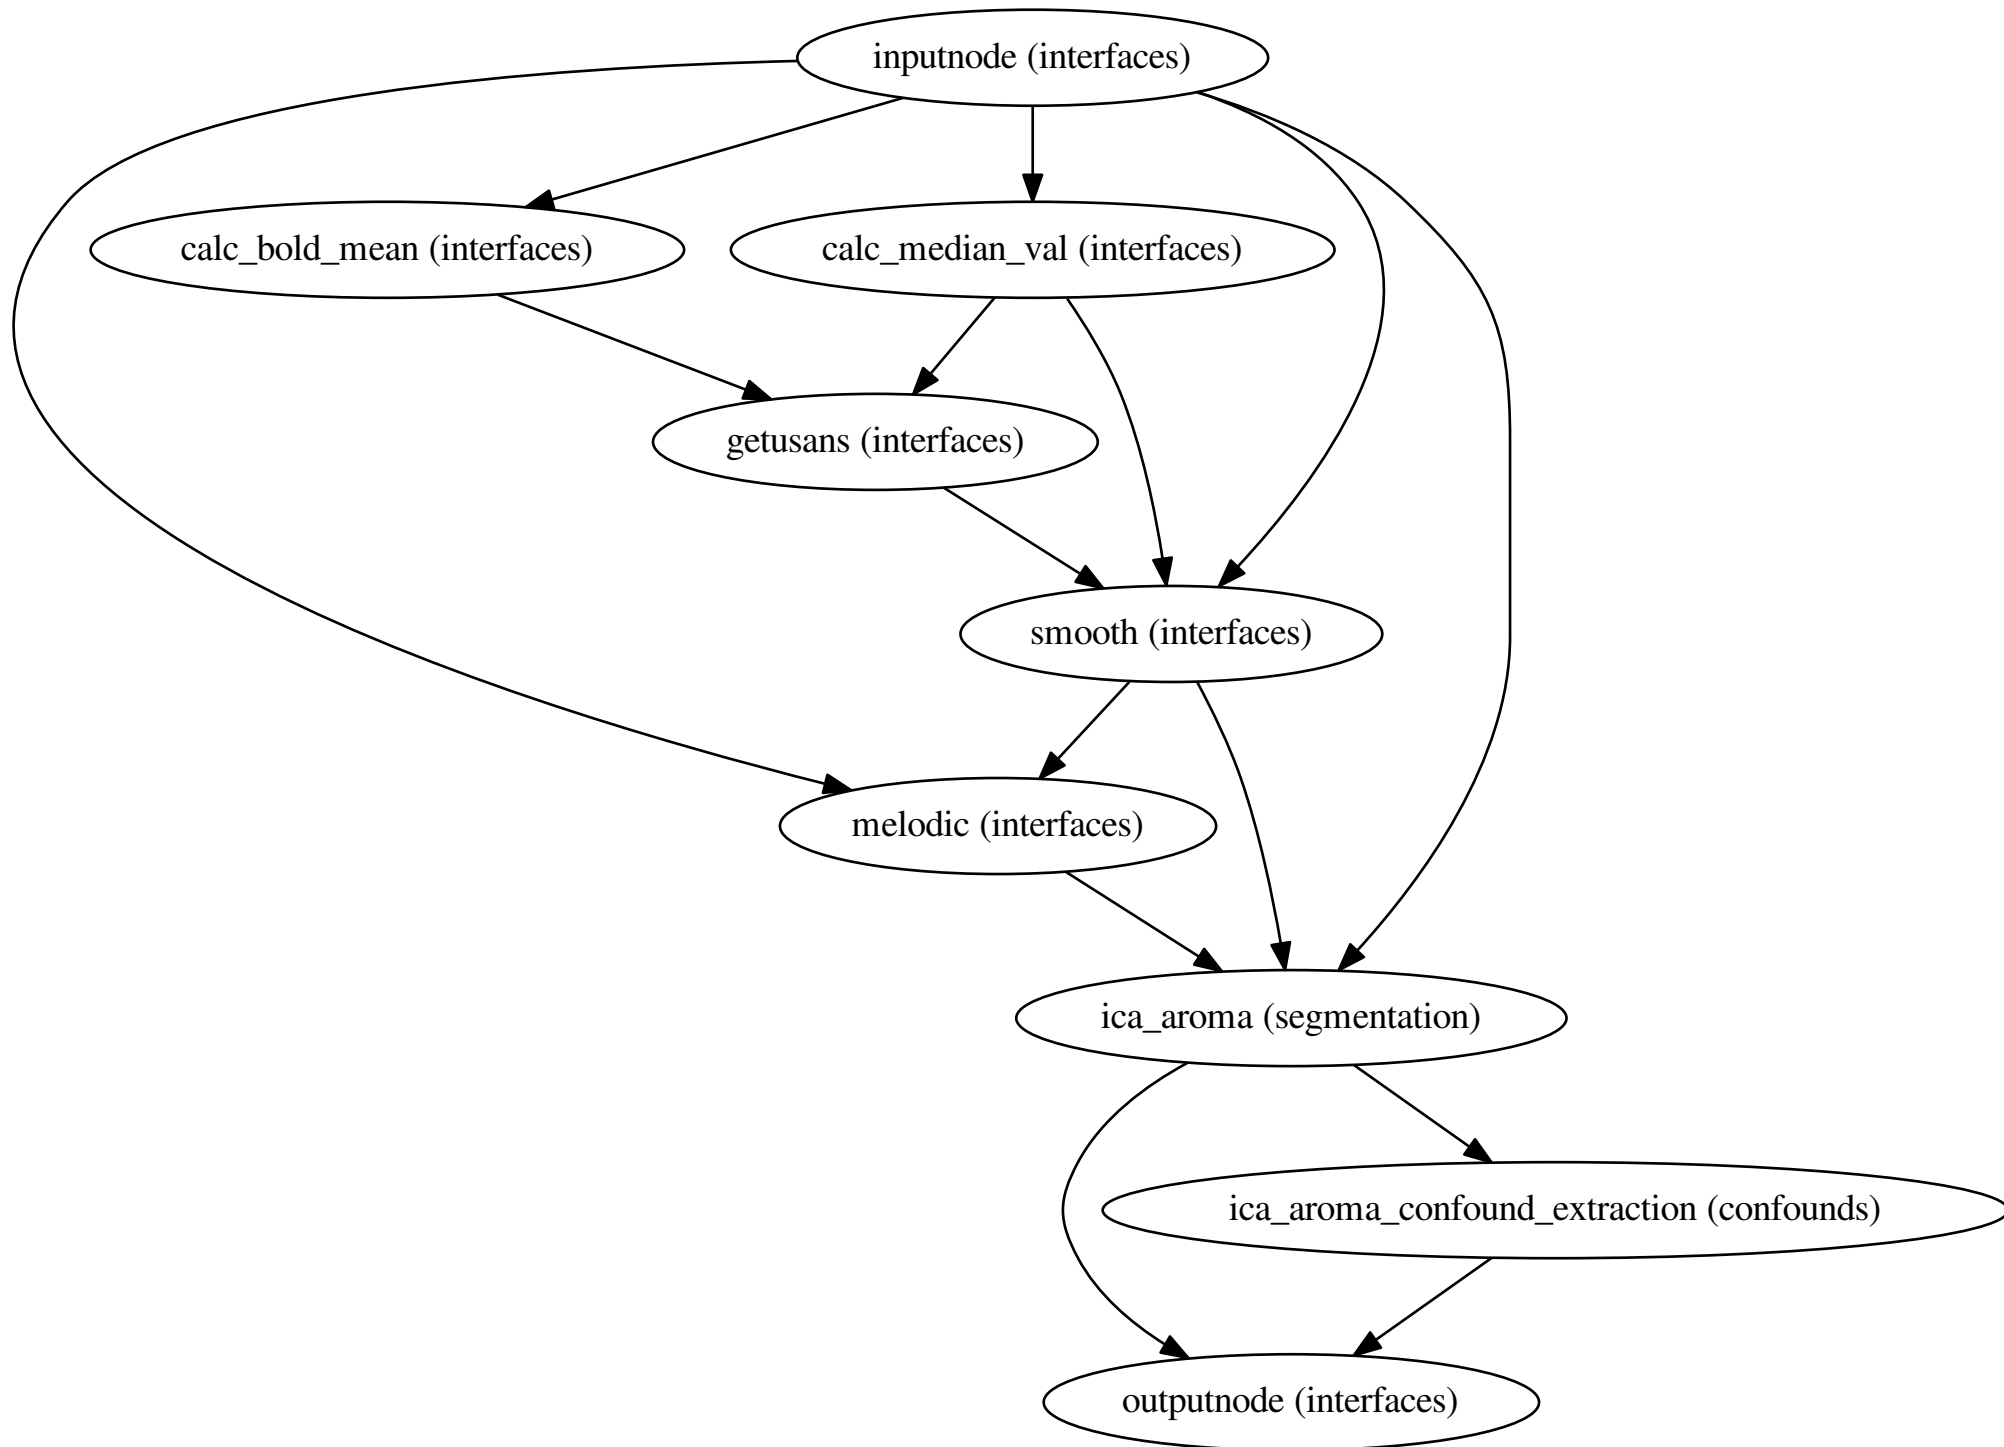 inputnode (interfaces)
calc_bold_mean (interfaces)
calc_median_val (interfaces)
getusans (interfaces)
smooth (interfaces)
melodic (interfaces)
ica_aroma (segmentation)
ica_aroma_confound_extraction (confounds)
outputnode (interfaces)